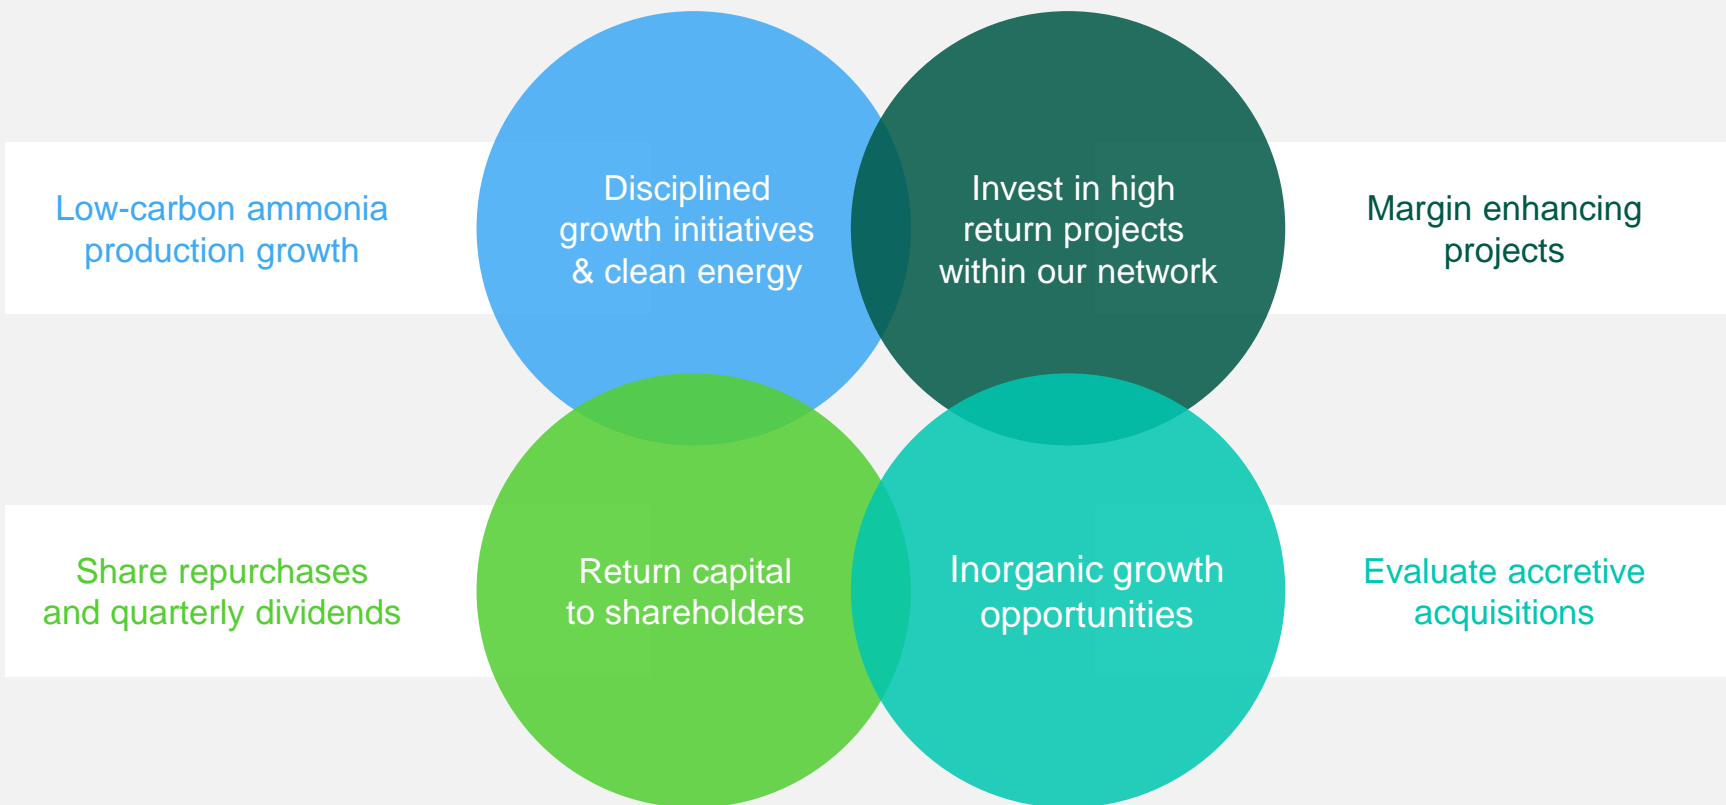 Low-carbon ammonia
production growth
Disciplined
growth initiatives
& clean energy
Invest in high
return projects
within our network
Margin enhancing
projects
Share repurchases
and quarterly dividends
Return capital
to shareholders
Inorganic growth
opportunities
Evaluate accretive
acquisitions